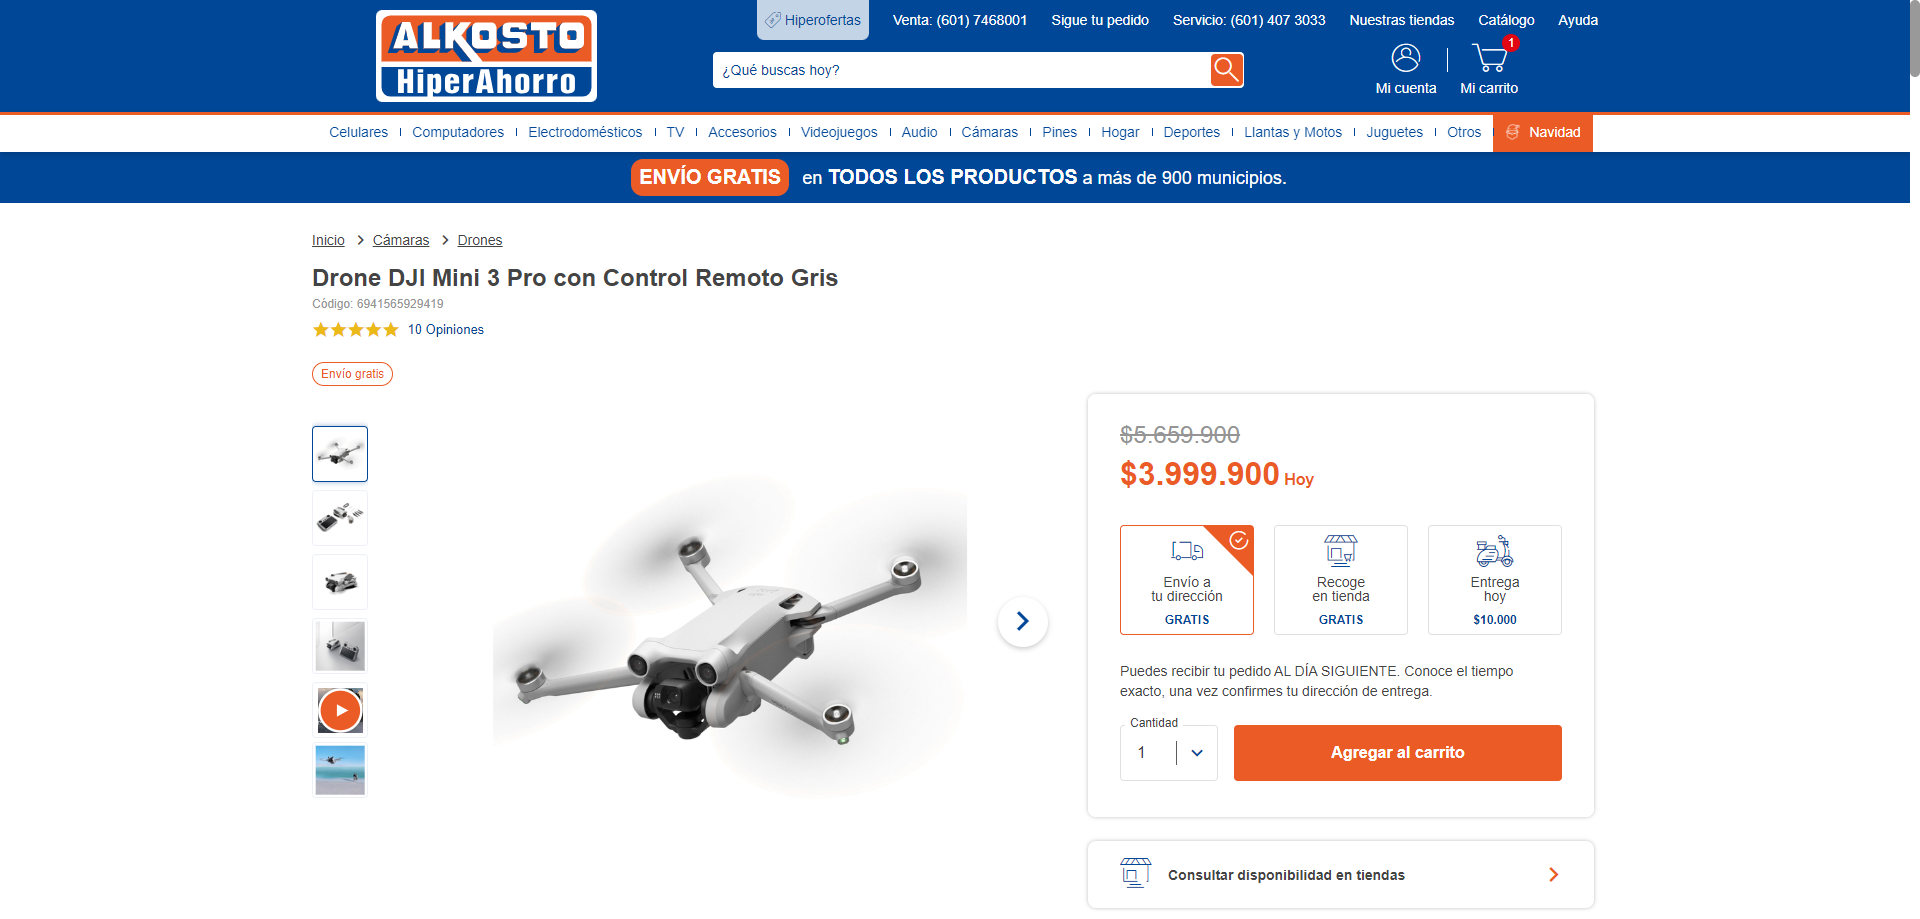 Hiperofertas
Venta: (601) 7468001
Sigue tu pedido
Servicio: (601) 407 3033
Nuestras tiendas
Catálogo
Ayuda
ALKOSTO
HiperAhorro
¿Qué buscas hoy?
1
Mi cuenta
Mi carrito
Celulares
Computadores
Electrodomésticos
TV
Accesorios
Videojuegos
Audio
Cámaras
Pines
Hogar
Deportes
Llantas y Motos
Juguetes
Otros
Navidad
ENVÍO GRATIS en TODOS LOS PRODUCTOS a más de 900 municipios.
Inicio > Cámaras > Drones
Drone DJI Mini 3 Pro con Control Remoto Gris
Código: 6941565929419
10 Opiniones
Envío gratis
$5.659.900
$3.999.900 Hoy
Envío a
tu dirección
GRATIS
Recoge
en tienda
GRATIS
Entrega
hoy
$10.000
Puedes recibir tu pedido AL DÍA SIGUIENTE. Conoce el tiempo
exacto, una vez confirmes tu dirección de entrega.
Cantidad
1
Agregar al carrito
Consultar disponibilidad en tiendas